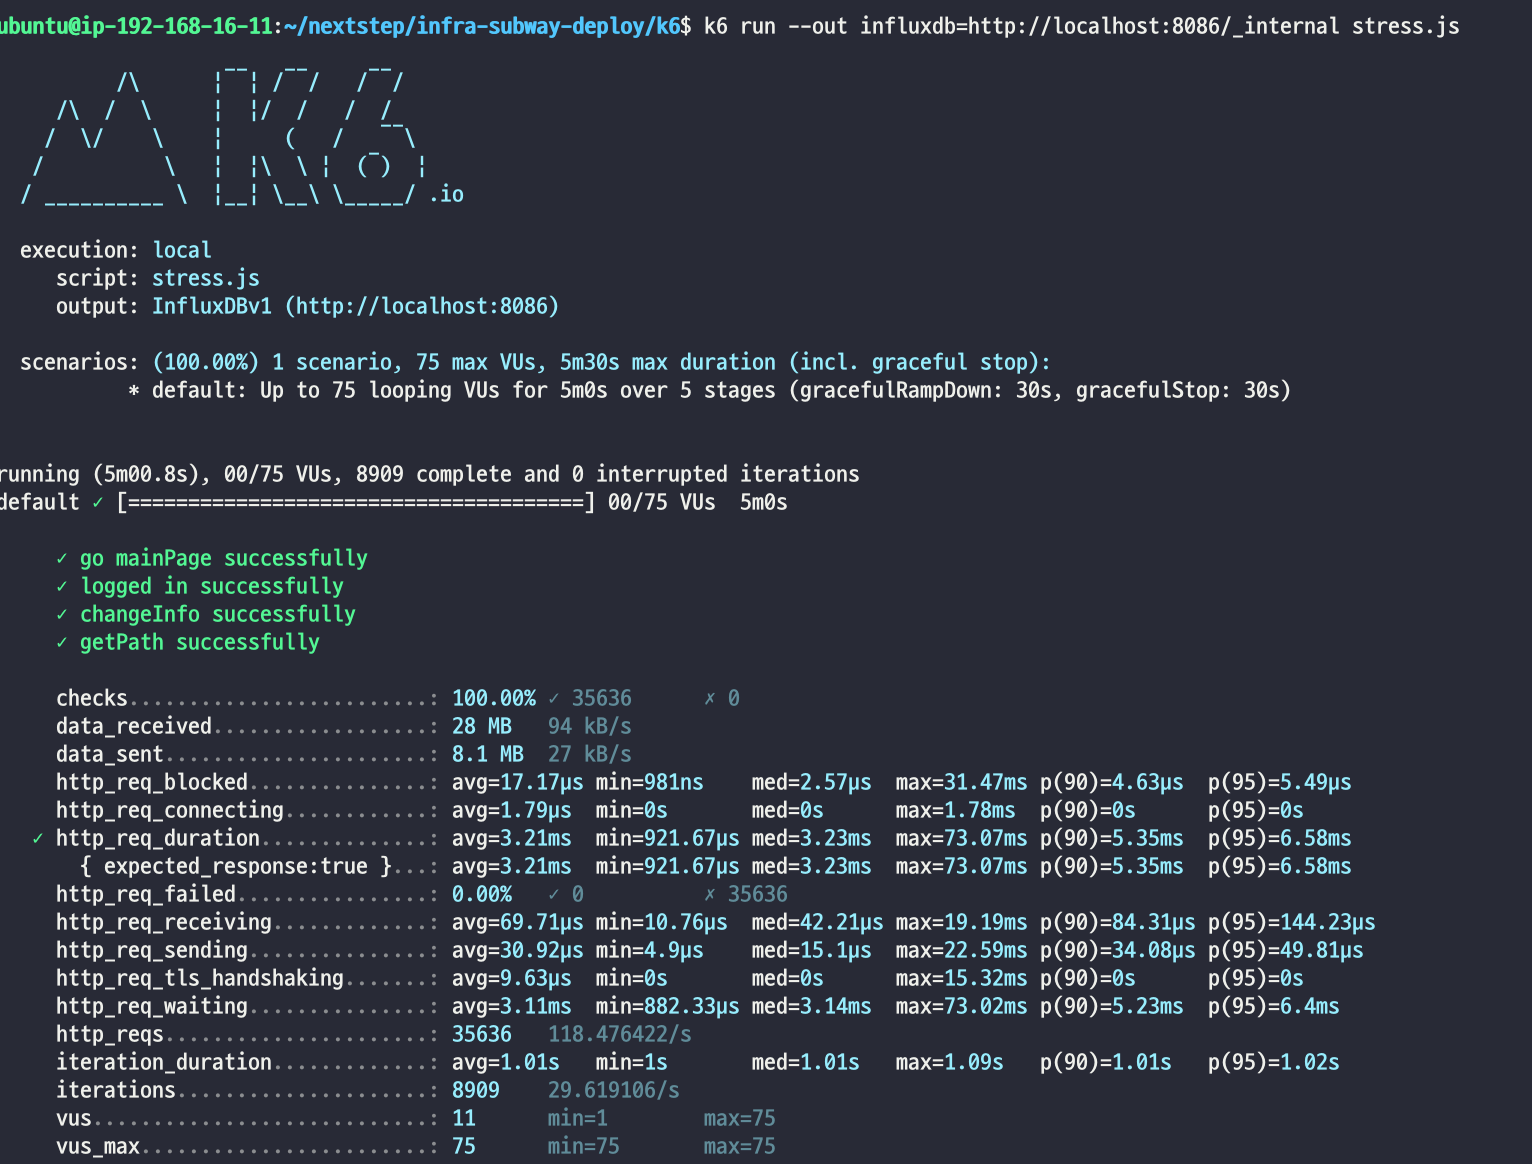 ubuntu@ip-192-168-16-11:~/nextstep/infra-subway-deploy/k6$ k6 run --out influxdb=http://localhost:8086/_internal stress.js
.io
execution: local
script: stress.js
output: InfluxDBv1 (http://localhost:8086)
scenarios: (100.00%) 1 scenario, 75 max VUs, 5m30s max duration (incl. graceful stop):
* default: Up to 75 looping VUs for 5m0s over 5 stages (gracefulRampDown: 30s, gracefulStop: 30s)
running (5m00.8s), 00/75 VUs, 8909 complete and 0 interrupted iterations
default ✓ [======================================] 00/75 VUs  5m0s
✓ go mainPage successfully
✓ logged in successfully
✓ changeInfo successfully
✓ getPath successfully
checks.........................: 100.00% ✓ 35636      ✗ 0
data_received..................: 28 MB   94 kB/s
data_sent......................: 8.1 MB  27 kB/s
http_req_blocked...............: avg=17.17µs min=981ns    med=2.57µs  max=31.47ms p(90)=4.63µs  p(95)=5.49µs
http_req_connecting............: avg=1.79µs  min=0s       med=0s      max=1.78ms  p(90)=0s      p(95)=0s
✓ http_req_duration..............: avg=3.21ms  min=921.67µs med=3.23ms  max=73.07ms p(90)=5.35ms  p(95)=6.58ms
{ expected_response:true }...: avg=3.21ms  min=921.67µs med=3.23ms  max=73.07ms p(90)=5.35ms  p(95)=6.58ms
http_req_failed................: 0.00%   ✓ 0          ✗ 35636
http_req_receiving.............: avg=69.71µs min=10.76µs  med=42.21µs max=19.19ms p(90)=84.31µs p(95)=144.23µs
http_req_sending...............: avg=30.92µs min=4.9µs    med=15.1µs  max=22.59ms p(90)=34.08µs p(95)=49.81µs
http_req_tls_handshaking.......: avg=9.63µs  min=0s       med=0s      max=15.32ms p(90)=0s      p(95)=0s
http_req_waiting...............: avg=3.11ms  min=882.33µs med=3.14ms  max=73.02ms p(90)=5.23ms  p(95)=6.4ms
http_reqs......................: 35636   118.476422/s
iteration_duration.............: avg=1.01s   min=1s       med=1.01s   max=1.09s   p(90)=1.01s   p(95)=1.02s
iterations.....................: 8909    29.619106/s
vus............................: 11      min=1        max=75
vus_max........................: 75      min=75       max=75